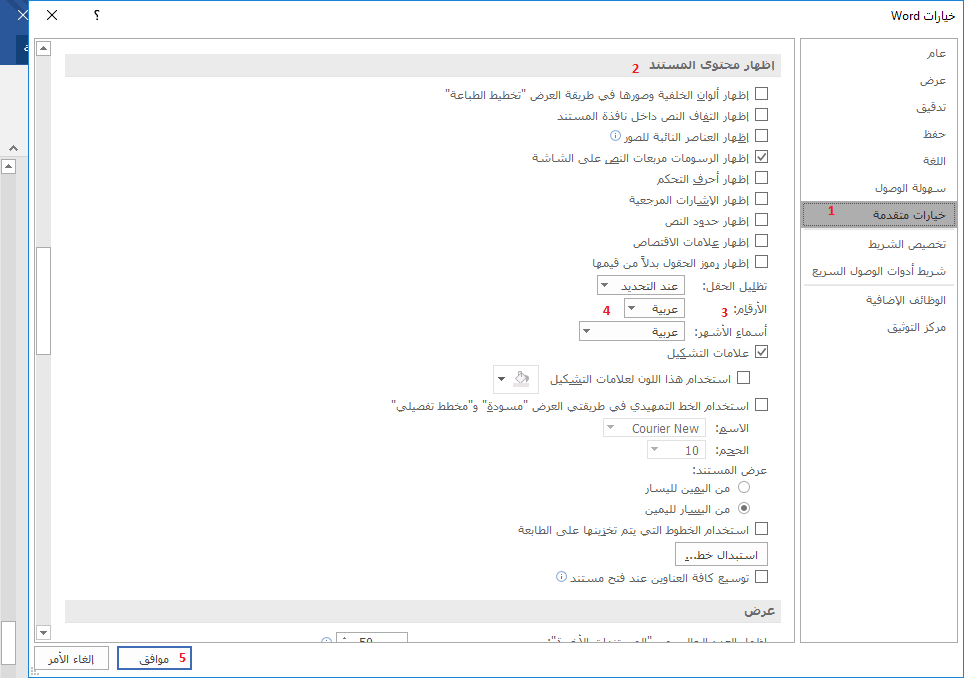 خيارات Word
؟
عام
عرض
تدقيق
حفظ
اللغة
سهولة الوصول
خيارات متقدمة 1
تخصيص الشريط
شريط أدوات الوصول السريع
الوظائف الإضافية
مركز التوثيق
إظهار محتوى المستند 2
إظهار ألوان الخلفية وصورها في طريقة العرض "تخطيط الطباعة"
إظهار التفاف النص داخل نافذة المستند
إظهار العناصر النائبة للصور
إظهار الرسومات مربعات النص على الشاشة
إظهار أحرف التحكم
إظهار الإشارات المرجعية
إظهار حدود النص
إظهار علامات الاقتصاص
إظهار رموز الحقول بدلاً من قيمها
تظليل الحقل: عند التحديد
الأرقام: 3 عربية 4
أسماء الأشهر: عربية
علامات التشكيل
استخدام هذا اللون لعلامات التشكيل
استخدام الخط التمهيدي في طريقتي العرض "مسودة" و"مخطط تفصيلي"
الاسم: Courier New
الحجم: 10
عرض المستند:
من اليمين لليسار
من اليسار لليمين
استخدام الخطوط التي يتم تخزينها على الطابعة
استبدال خط...
توسيع كافة العناوين عند فتح مستند
عرض
50
موافق 5
إلغاء الأمر